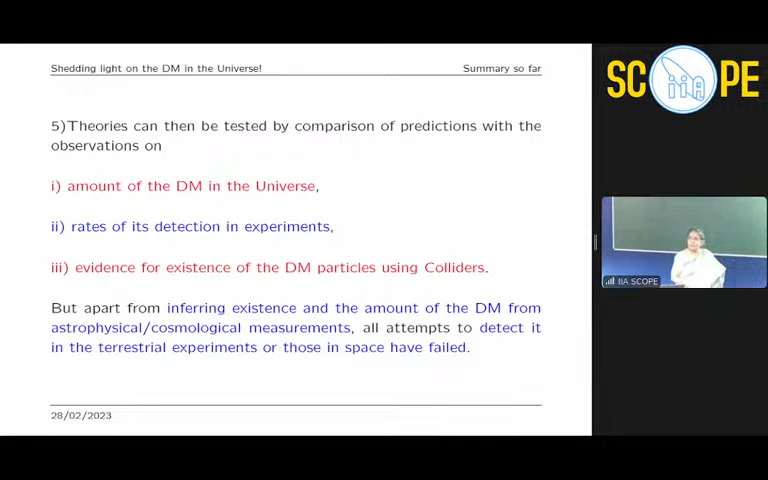 Shedding light on the DM in the Universe!
Summary so far
5)Theories can then be tested by comparison of predictions with the
observations on
i) amount of the DM in the Universe,
ii) rates of its detection in experiments,
iii) evidence for existence of the DM particles using Colliders.
But apart from inferring existence and the amount of the DM from
astrophysical/cosmological measurements, all attempts to detect it
in the terrestrial experiments or those in space have failed.
28/02/2023
SC PE
iiA
IIA SCOPE